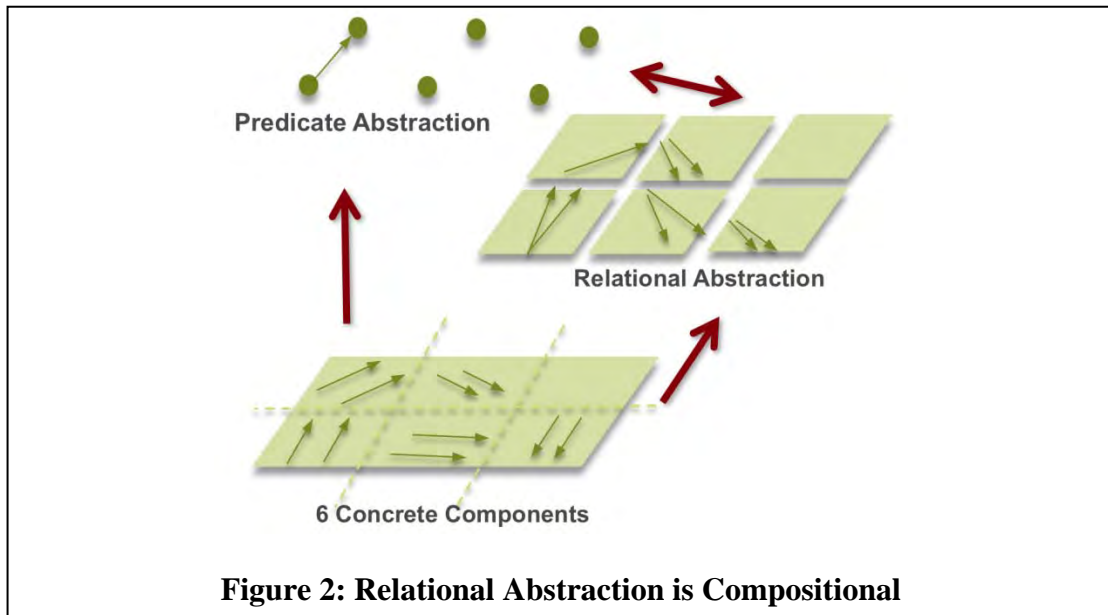 Predicate Abstraction
Relational Abstraction
6 Concrete Components
Figure 2: Relational Abstraction is Compositional